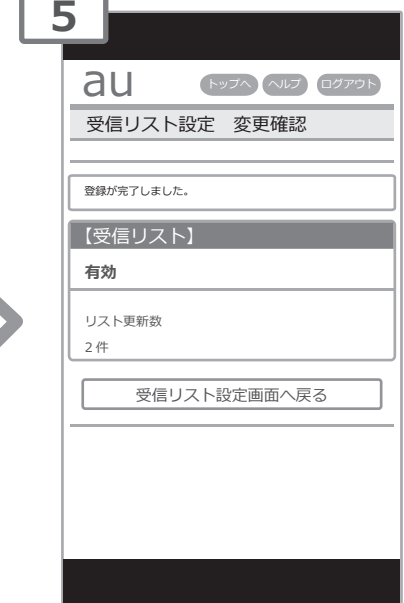 5
au
トップへ ヘルプ ログアウト
受信リスト設定　変更確認
登録が完了しました。
【受信リスト】
有効
リスト更新数
2 件
受信リスト設定画面へ戻る